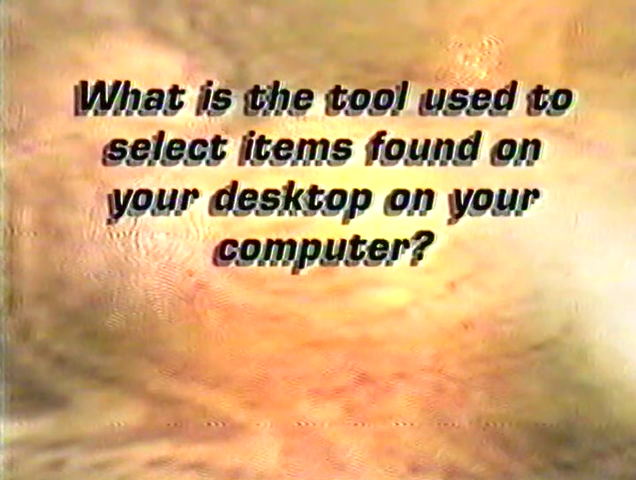 What is the tool used to
select items found on
your desktop on your
computer?